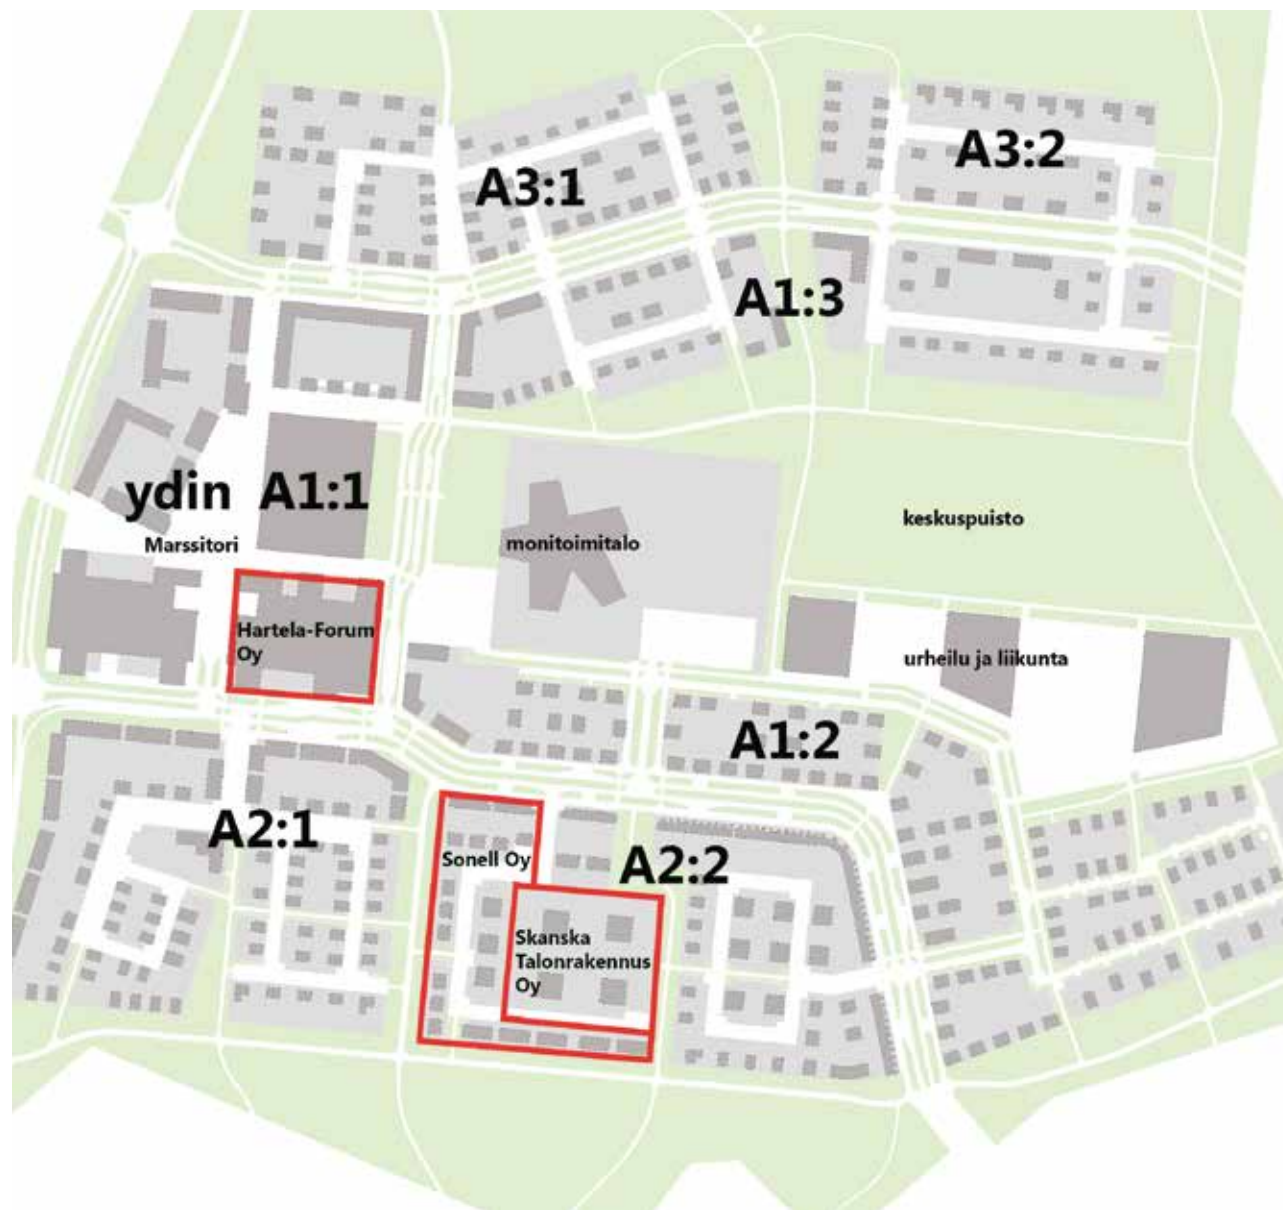 A3:2
A3:1
A1:3
ydin A1:1
Marssitori
keskuspuisto
monitoimitalo
Hartela-Forum
Oy
urheilu ja liikunta
A1:2
A2:1
Sonell Oy
A2:2
Skanska
Talonrakennus
Oy